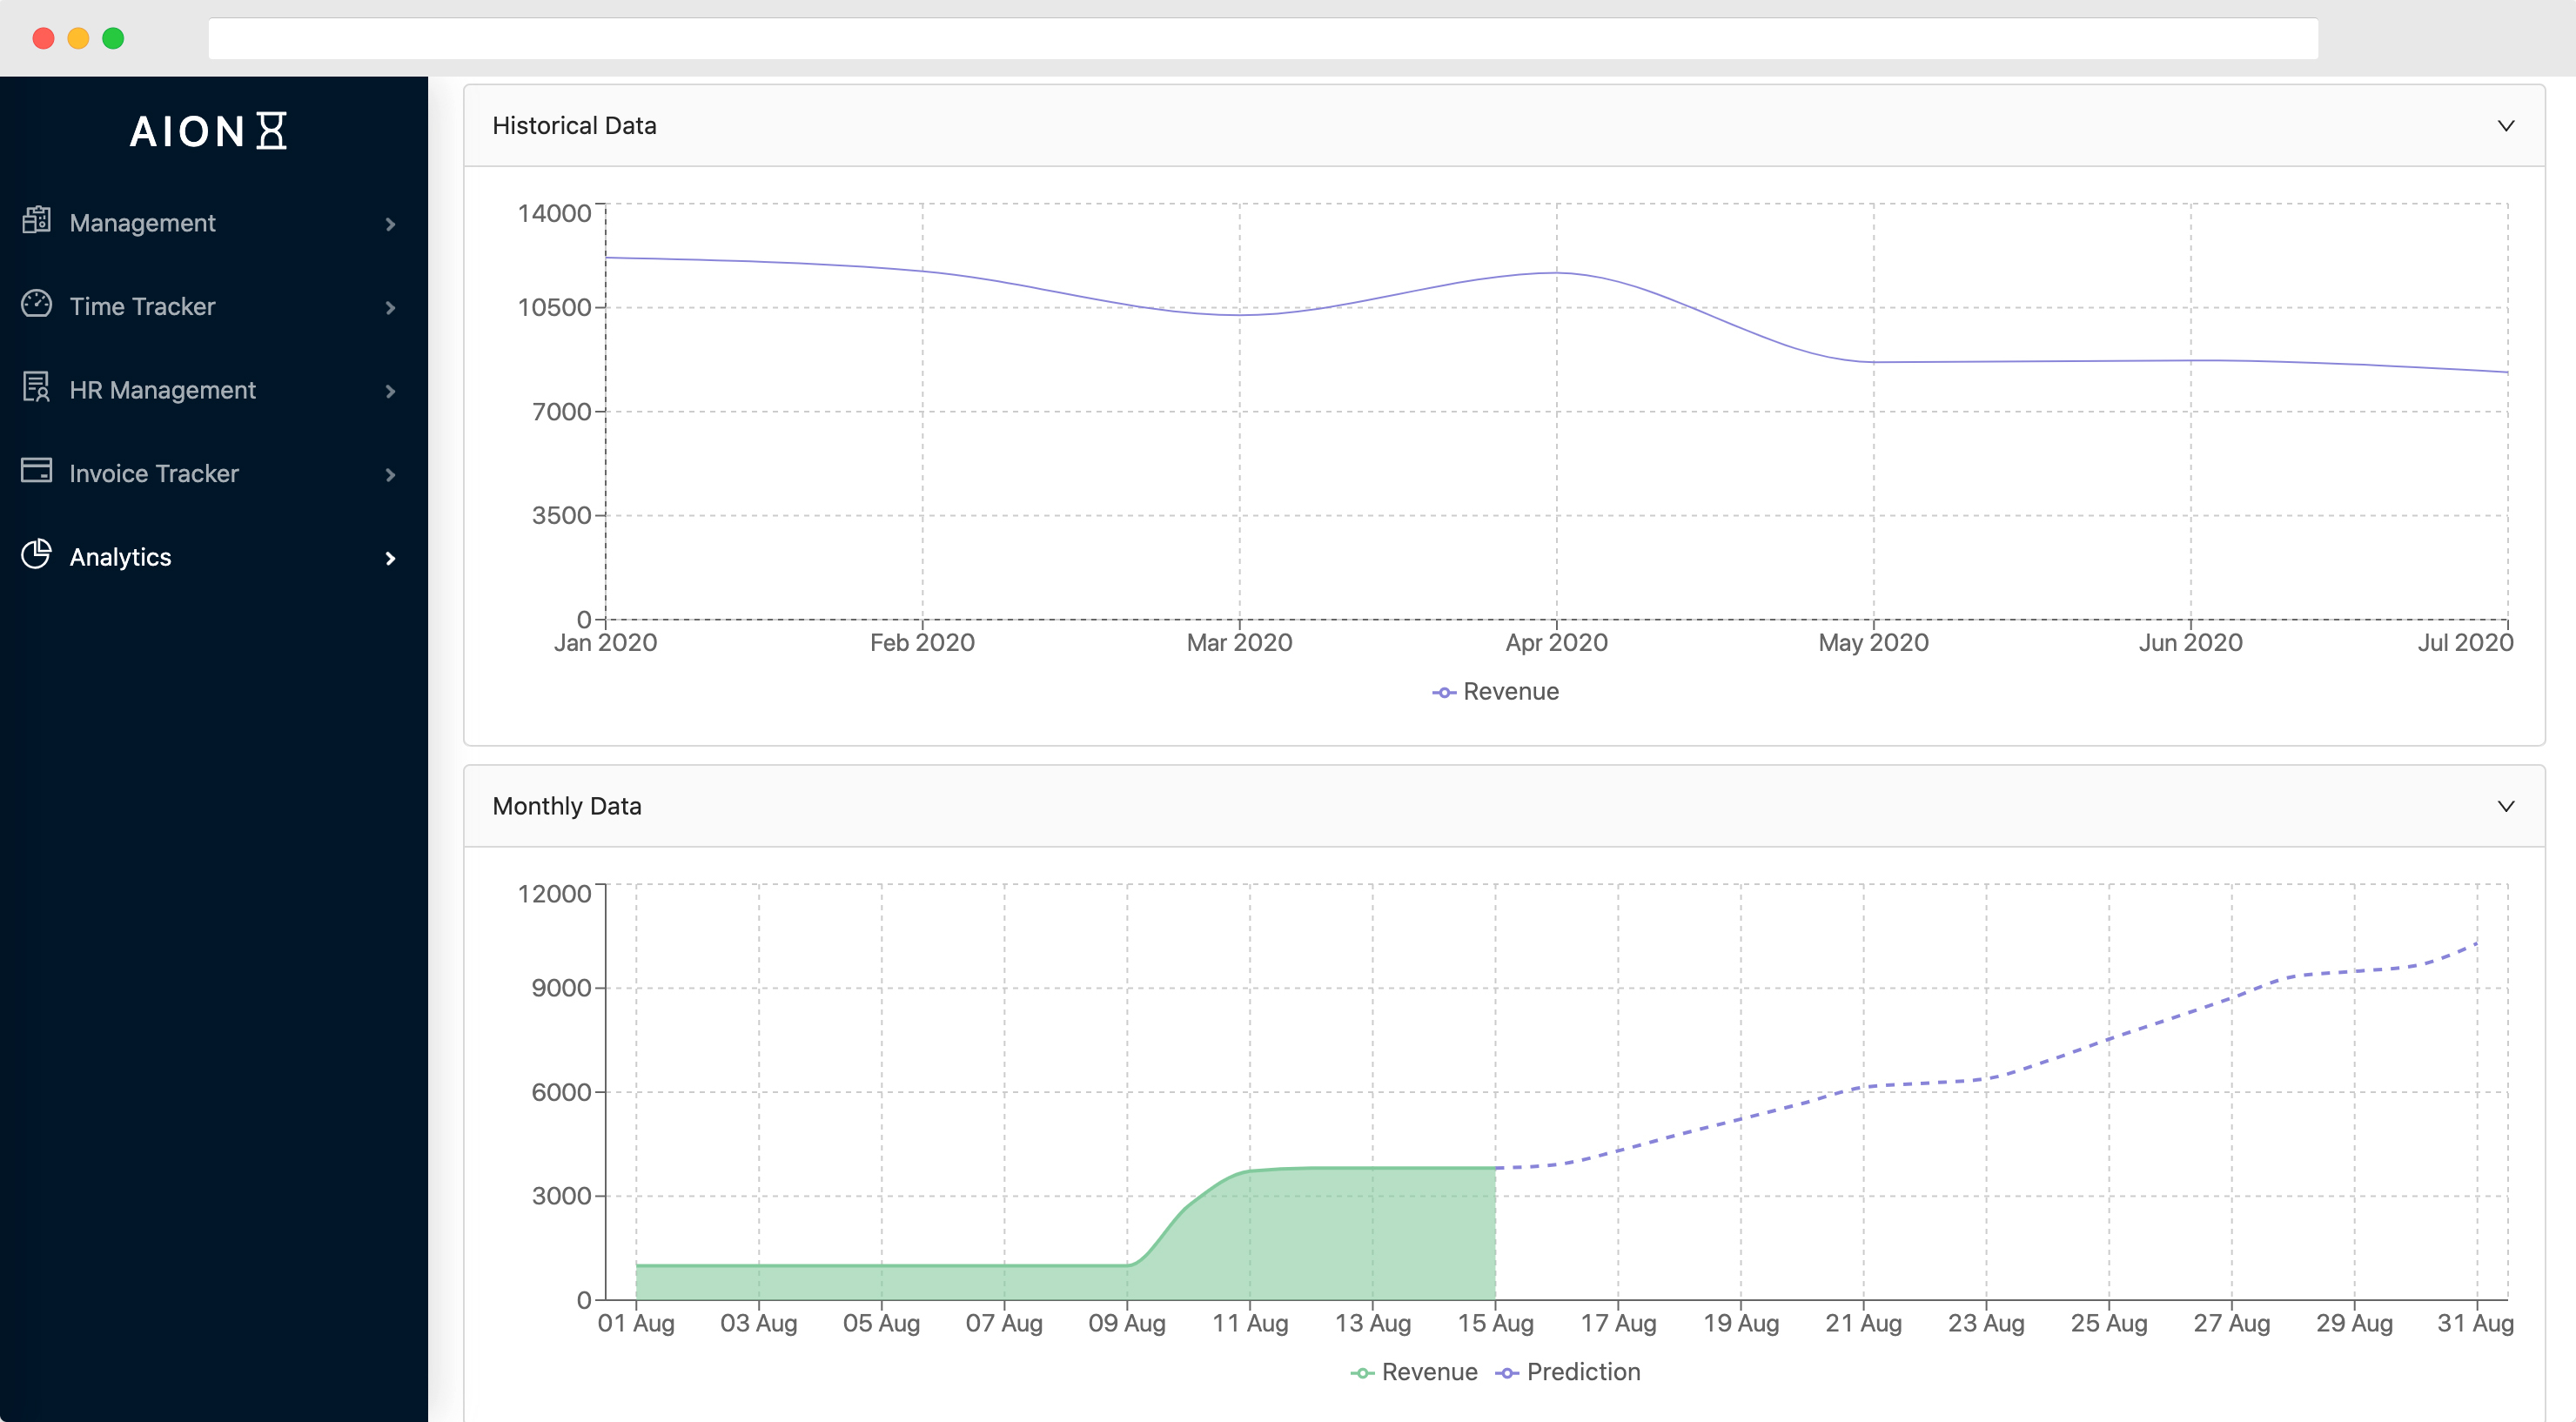 AION
Management
Time Tracker
HR Management
Invoice Tracker
Analytics
Historical Data
14000
10500
7000
3500
0
Jan 2020 Feb 2020 Mar 2020 Apr 2020 May 2020 Jun 2020 Jul 2020
Revenue
Monthly Data
12000
9000
6000
3000
0
01 Aug 03 Aug 05 Aug 07 Aug 09 Aug 11 Aug 13 Aug 15 Aug 17 Aug 19 Aug 21 Aug 23 Aug 25 Aug 27 Aug 29 Aug 31 Aug
Revenue Prediction